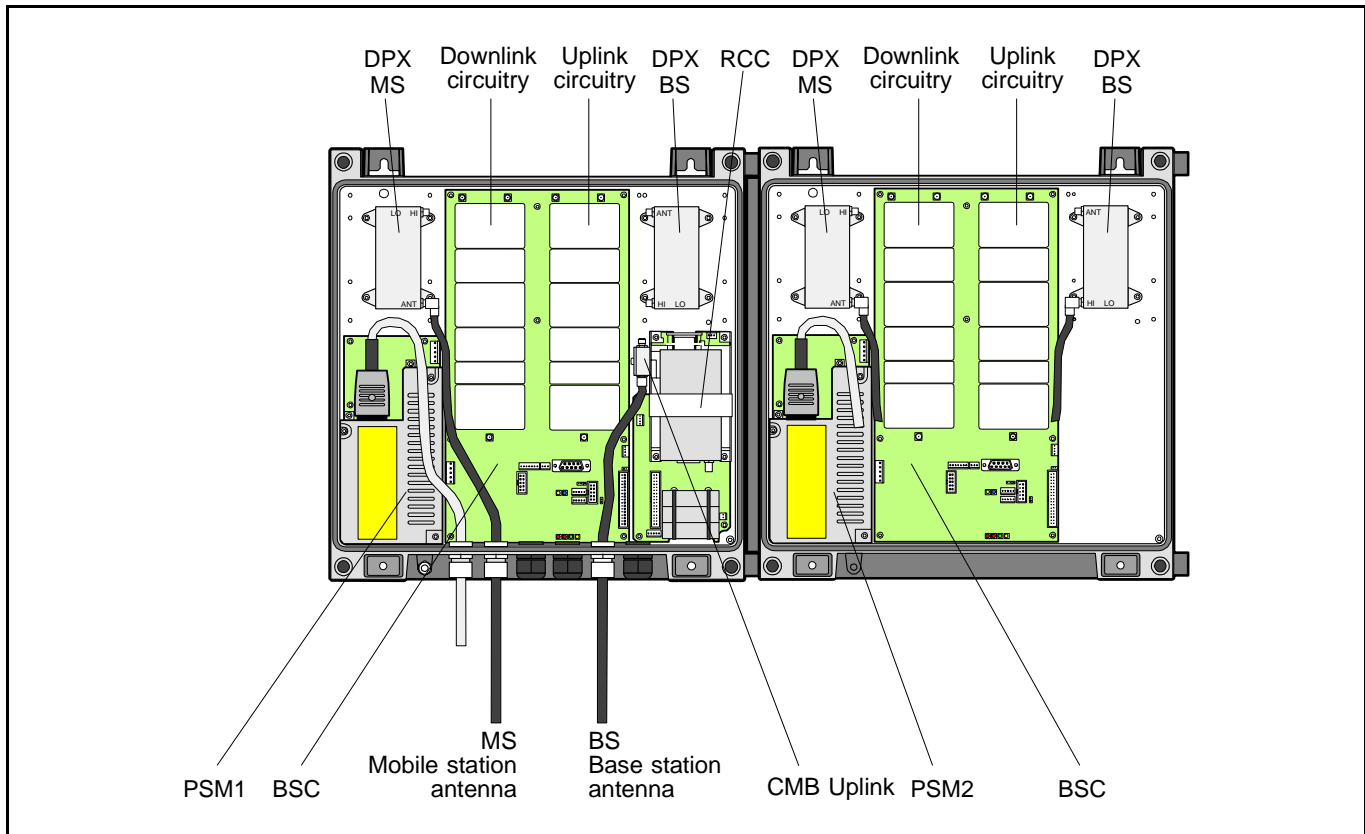 DPX
MS
Downlink
circuitry
Uplink
circuitry
DPX
BS
RCC
DPX
MS
Downlink
circuitry
Uplink
circuitry
DPX
BS
LO HI
ANT
ANT
HI LO
LO HI
ANT
ANT
HI LO
MS
Mobile station
antenna
BS
Base station
antenna
PSM1
BSC
CMB Uplink
PSM2
BSC